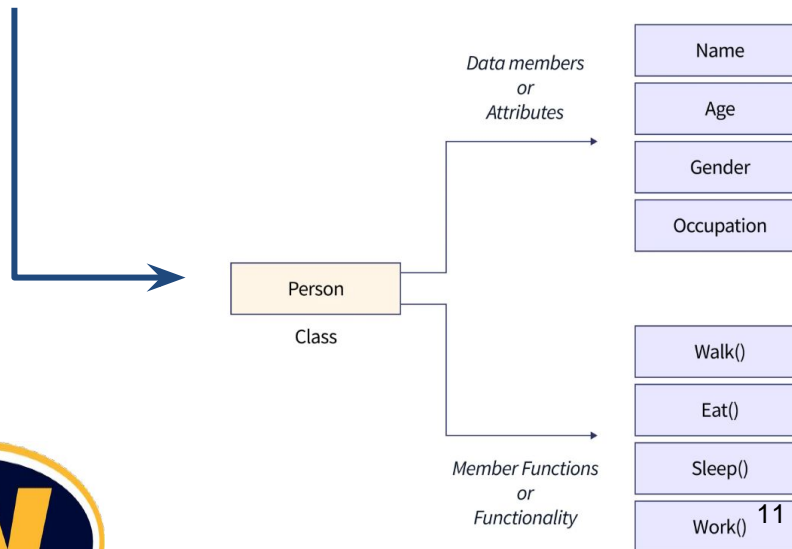 Data members
or
Attributes
Name
Age
Gender
Occupation
Person
Class
Member Functions
or
Functionality
Walk()
Eat()
Sleep()
Work()
11